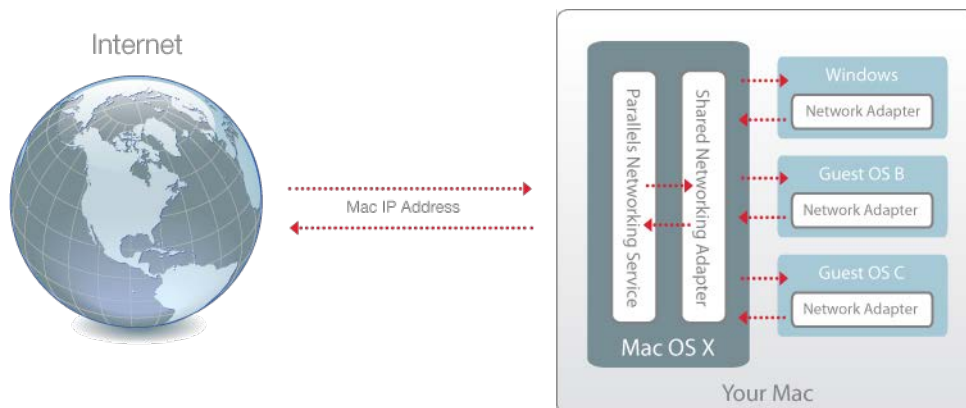 Internet
Mac IP Address
Parallels Networking Service
Shared Networking Adapter
Mac OS X
Windows
Network Adapter
Guest OS B
Network Adapter
Guest OS C
Network Adapter
Your Mac